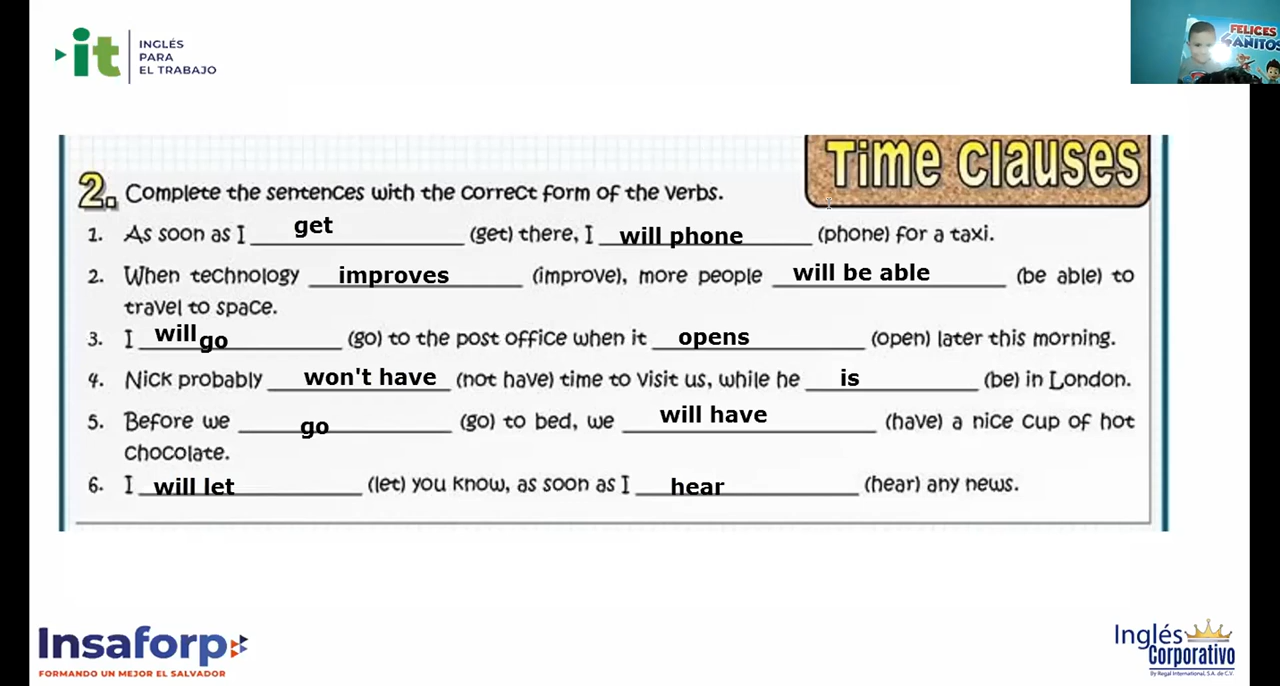 it INGLÉS
PARA
EL TRABAJO
FELICES
AÑITOS
Time Clauses
2. Complete the sentences with the correct form of the verbs.
1. As soon as I get (get) there, I will phone (phone) for a taxi.
2. When technology improves (improve), more people will be able (be able) to
travel to space.
3. I will go (go) to the post office when it opens (open) later this morning.
4. Nick probably won't have (not have) time to visit us, while he is (be) in London.
5. Before we go (go) to bed, we will have (have) a nice cup of hot
chocolate.
6. I will let (let) you know, as soon as I hear (hear) any news.
Insaforp
FORMANDO UN MEJOR EL SALVADOR
Inglés
Corporativo
By Regal International, S.A. de C.V.